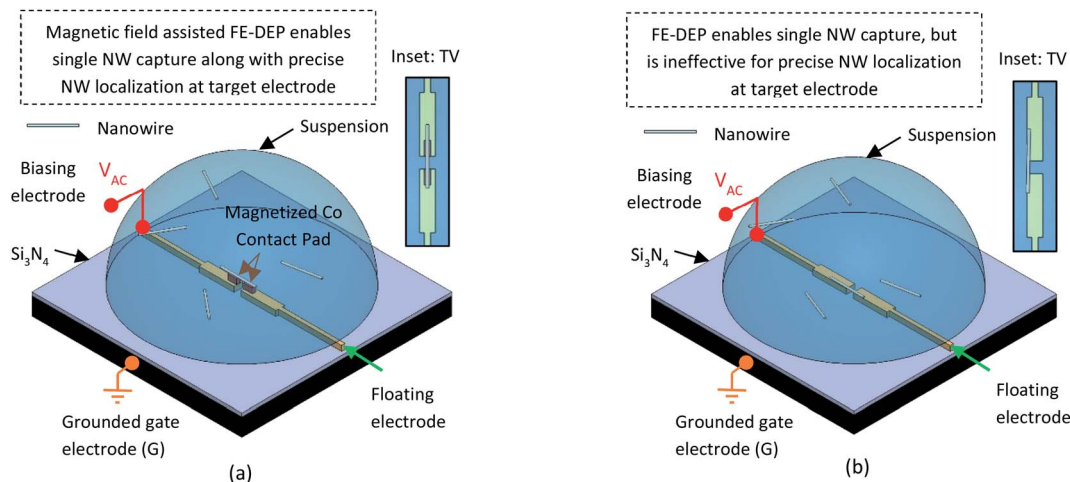 Magnetic field assisted FE-DEP enables
single NW capture along with precise
NW localization at target electrode
Inset: TV
Nanowire
Suspension
Biasing
electrode
V_AC
Magnetized Co
Contact Pad
Si₃N₄
Floating
electrode
Grounded gate
electrode (G)
(a)
FE-DEP enables single NW capture, but
is ineffective for precise NW localization
at target electrode
Inset: TV
Nanowire
Suspension
Biasing
electrode
V_AC
Si₃N₄
Floating
electrode
Grounded gate
electrode (G)
(b)